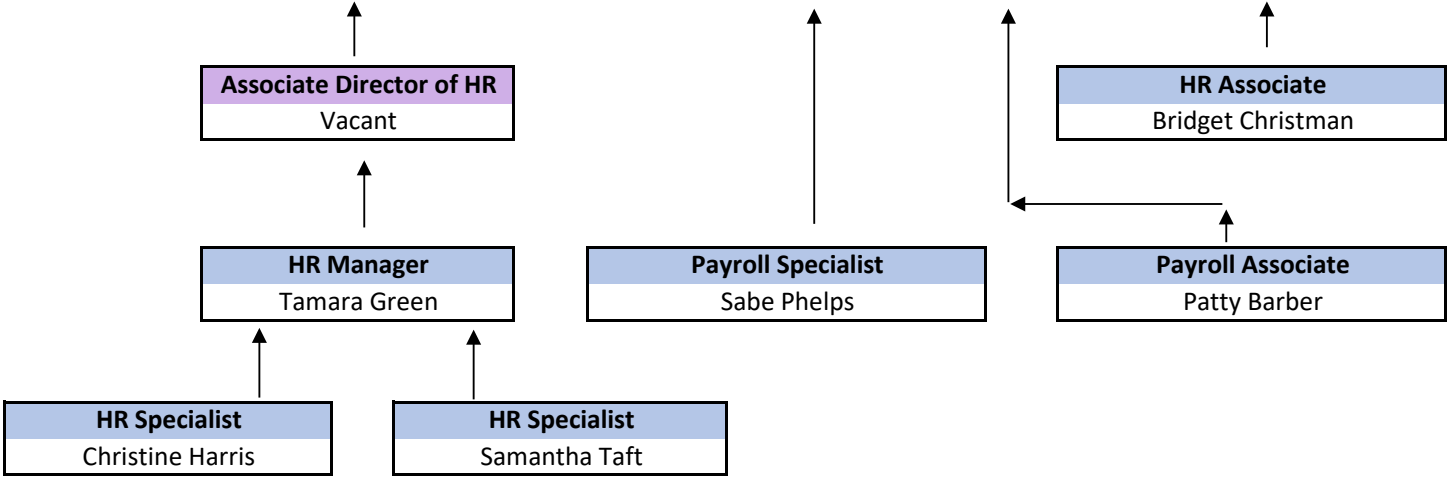 Associate Director of HR
Vacant
HR Associate
Bridget Christman
HR Manager
Tamara Green
Payroll Specialist
Sabe Phelps
Payroll Associate
Patty Barber
HR Specialist
Christine Harris
HR Specialist
Samantha Taft